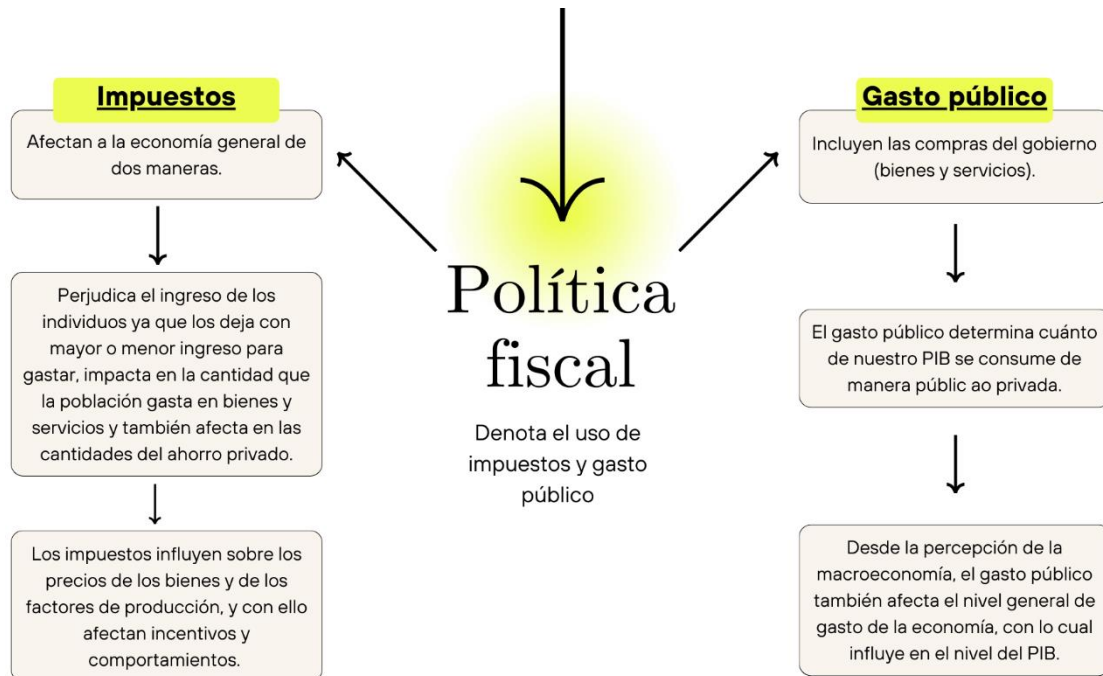 Impuestos
Afectan a la economía general de
dos maneras.
Perjudica el ingreso de los
individuos ya que los deja con
mayor o menor ingreso para
gastar, impacta en la cantidad que
la población gasta en bienes y
servicios y también afecta en las
cantidades del ahorro privado.
Los impuestos influyen sobre los
precios de los bienes y de los
factores de producción, y con ello
afectan incentivos y
comportamientos.
Política
fiscal
Denota el uso de
impuestos y gasto
público
Gasto público
Incluyen las compras del gobierno
(bienes y servicios).
El gasto público determina cuánto
de nuestro PIB se consume de
manera públic ao privada.
Desde la percepción de la
macroeconomía, el gasto público
también afecta el nivel general de
gasto de la economía, con lo cual
influye en el nivel del PIB.